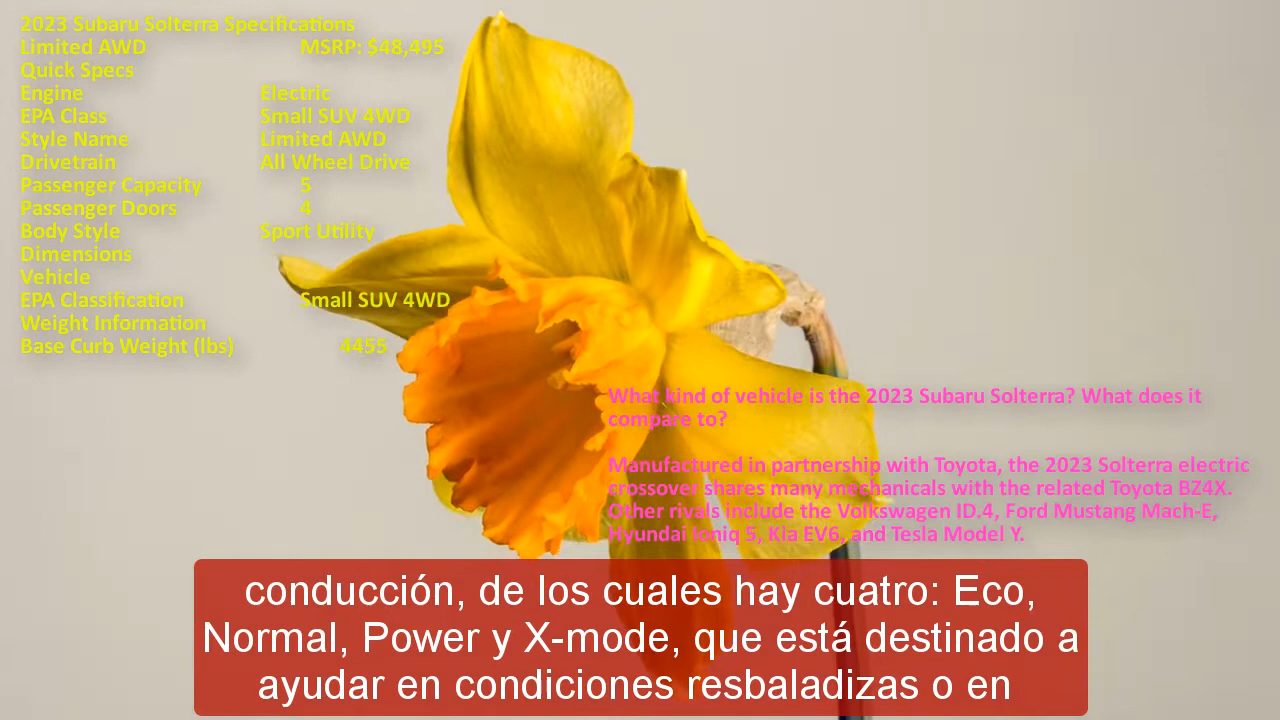 2023 Subaru Solterra Specifications
Limited AWD MSRP: $48,495
Quick Specs
Engine Electric
EPA Class Small SUV 4WD
Style Name Limited AWD
Drivetrain All Wheel Drive
Passenger Capacity 5
Passenger Doors 4
Body Style Sport Utility
Dimensions
Vehicle
EPA Classification Small SUV 4WD
Weight Information
Base Curb Weight (lbs) 4455
What kind of vehicle is the 2023 Subaru Solterra? What does it
compare to?
Manufactured in partnership with Toyota, the 2023 Solterra electric
crossover shares many mechanicals with the related Toyota BZ4X.
Other rivals include the Volkswagen ID.4, Ford Mustang Mach-E,
Hyundai Ioniq 5, Kia EV6, and Tesla Model Y.
conducción, de los cuales hay cuatro: Eco,
Normal, Power y X-mode, que está destinado a
ayudar en condiciones resbaladizas o en